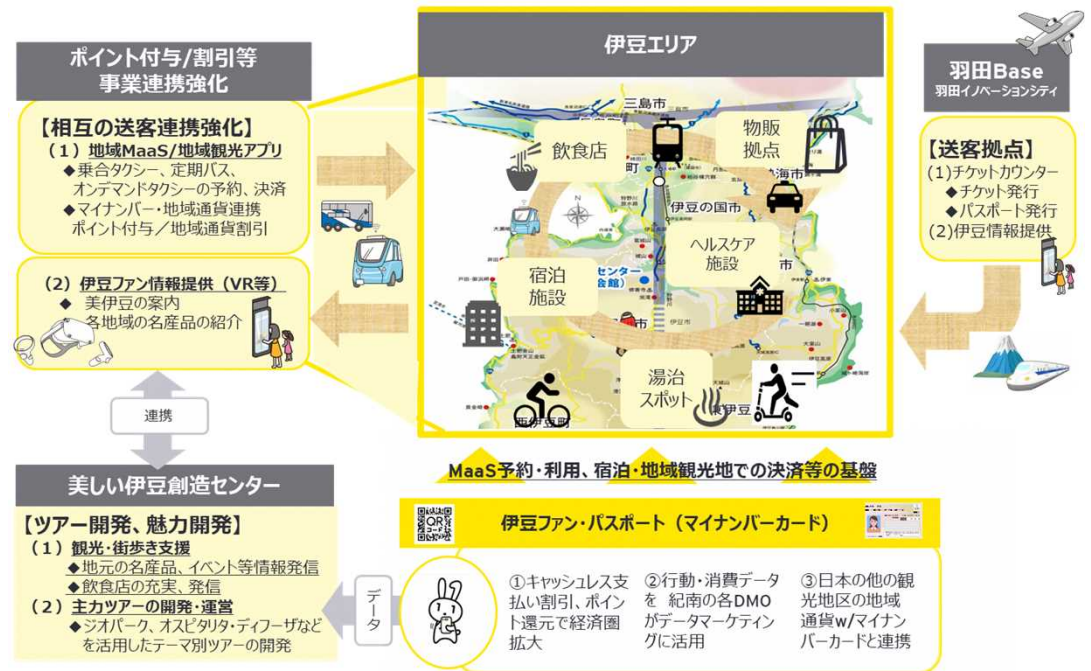 ポイント付与/割引等
事業連携強化
【相互の送客連携強化】
（１）地域MaaS/地域観光アプリ
◆乗合タクシー、定期バス、
オンデマンドタクシーの予約、決済
◆マイナンバー・地域通貨連携
ポイント付与／地域通貨割引
（２）伊豆ファン情報提供（VR等）
◆ 美伊豆の案内
各地域の名産品の紹介
連携
美しい伊豆創造センター
【ツアー開発、魅力開発】
（１）観光・街歩き支援
◆地元の名産品、イベント等情報発信
◆飲食店の充実、発信
（２）主力ツアーの開発・運営
◆ジオパーク、オスピタリタ・ディフーザなど
を活用したテーマ別ツアーの開発
伊豆エリア
三島市
飲食店
物販
拠点
伊豆の国市
ヘルスケア
施設
宿泊
施設
センター
伊豆市
湯治
スポット
東伊豆
西伊豆町
羽田Base
羽田イノベーションシティ
【送客拠点】
(1)チケットカウンター
◆チケット発行
◆パスポート発行
(2)伊豆情報提供
MaaS予約・利用、宿泊・地域観光地での決済等の基盤
QR
コード
伊豆ファン・パスポート（マイナンバーカード）
データ
①キャッシュレス支
払い割引、ポイン
ト還元で経済圏
拡大
②行動・消費データ
を 紀南の各DMO
がデータマーケティン
グに活用
③日本の他の観
光地区の地域
通貨w/マイナン
バーカードと連携